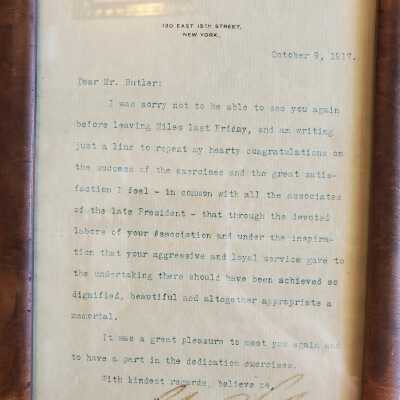 130 EAST 15TH STREET,
NEW YORK.
October 9, 1917.
Dear Mr. Butler:
I was sorry not to be able to see you again
before leaving Niles last Friday, and am writing
just a line to repeat my hearty congratulations on
the success of the exercises and the great satis-
faction I feel - in common with all the associates
of the late President - that through the devoted
labors of your Association and under the inspira-
tion that your aggressive and loyal service gave to
the undertaking there should have been achieved so
dignified, beautiful and altogether appropriate a
memorial.
It was a great pleasure to meet you again and
to have a part in the dedication exercises.
With kindest regards, believe me,